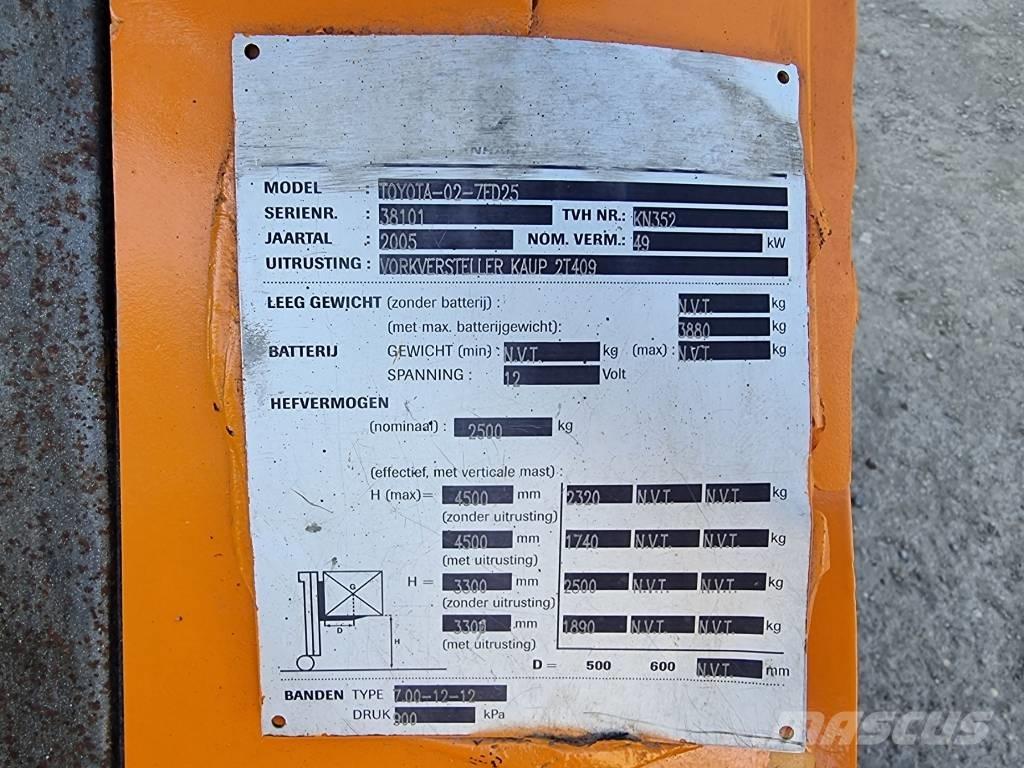 MODEL : TOYOTA-02-7FD25
SERIENR. : 38101 TVH NR.: KN352
JAARTAL : 2005 NOM. VERM.: 49 kW
UITRUSTING : VORKVERSTELLER KAUP 2T409
LEEG GEWICHT (zonder batterij) : N.V.T. kg
(met max. batterijgewicht): 3880 kg
BATTERIJ GEWICHT (min) : N.V.T. kg (max) : N.V.T. kg
SPANNING : 12 Volt
HEFVERMOGEN
(nominaal) : 2500 kg
(effectief, met verticale mast) :
H (max)= 4500 mm 2320 N.V.T. N.V.T. kg
(zonder uitrusting)
4500 mm 1740 N.V.T. N.V.T. kg
(met uitrusting)
H = 3300 mm 2500 N.V.T. N.V.T. kg
(zonder uitrusting)
3300 mm 1890 N.V.T. N.V.T. kg
(met uitrusting)
G
D
H
D = 500 600 N.V.T. mm
BANDEN TYPE 7.00-12-12
DRUK 900 kPa
MASCUS